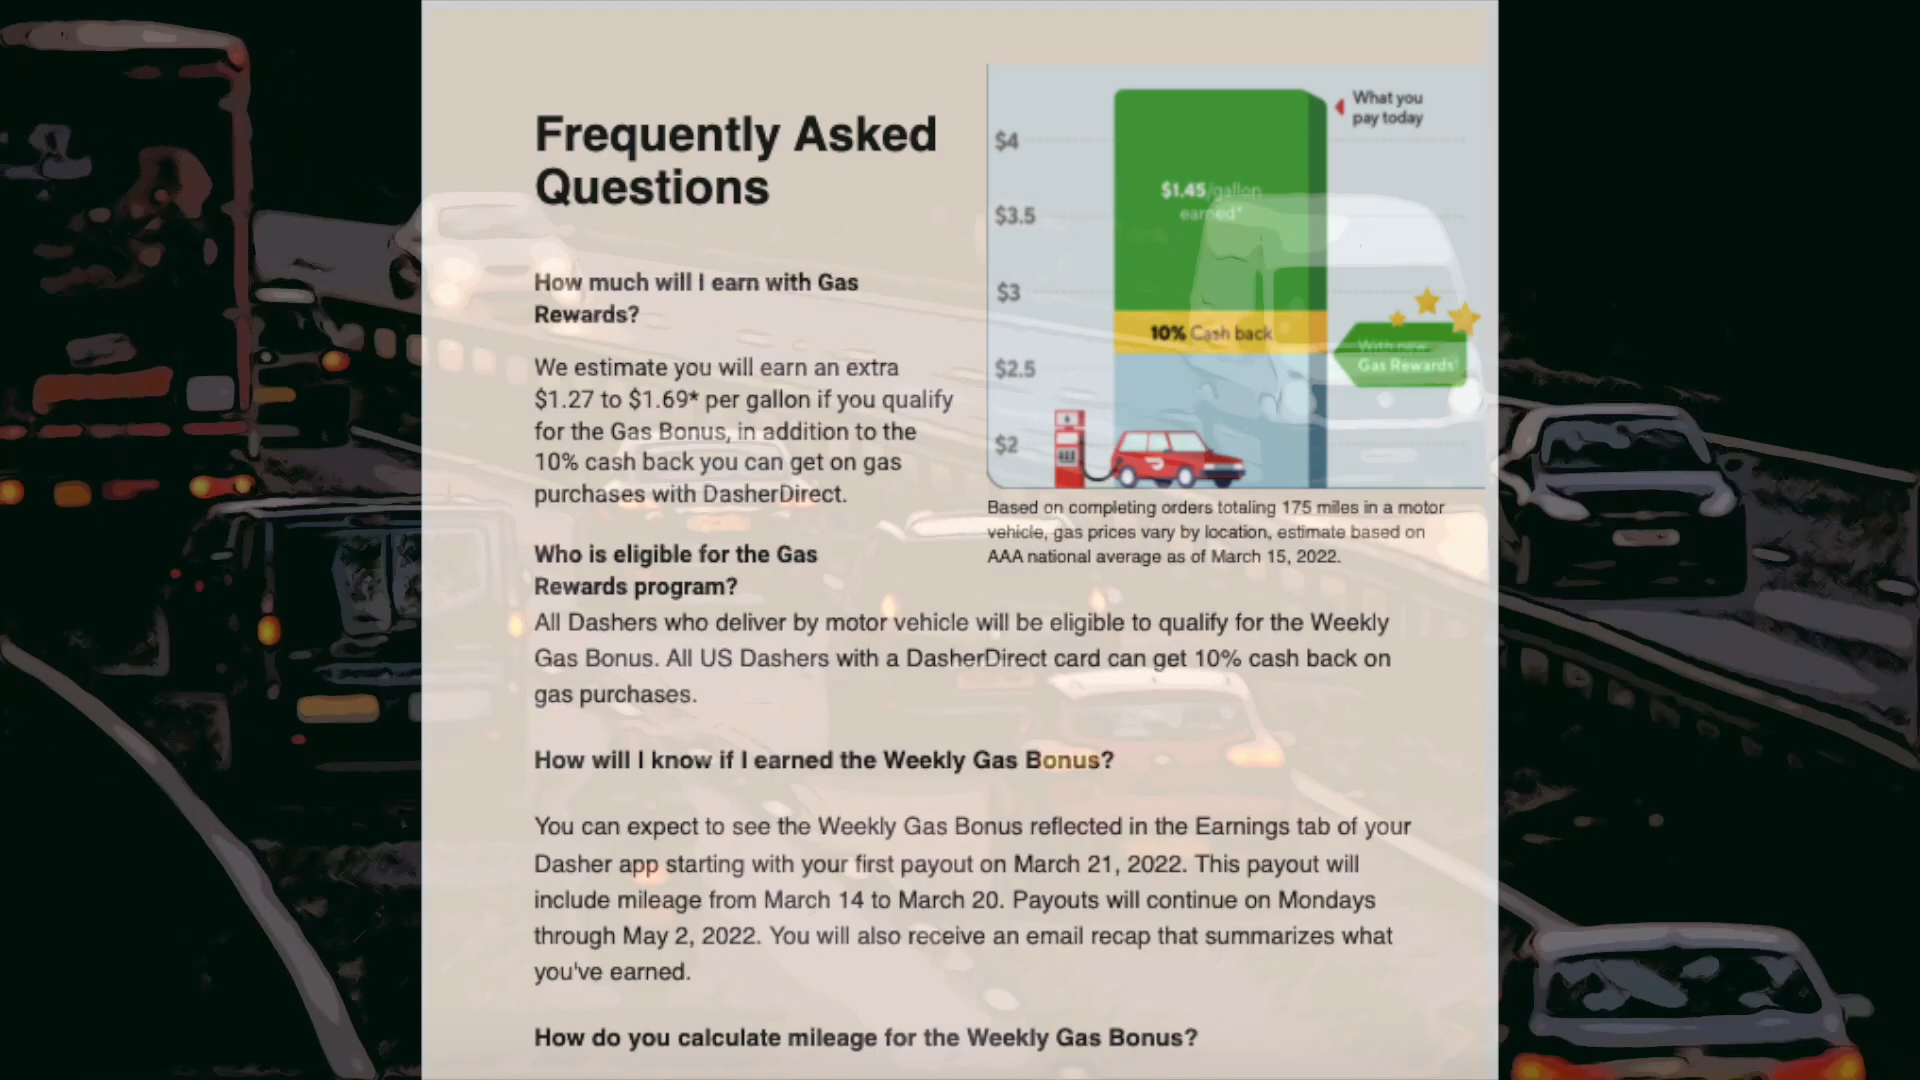 Frequently Asked
Questions
How much will I earn with Gas
Rewards?
We estimate you will earn an extra
$1.27 to $1.69* per gallon if you qualify
for the Gas Bonus, in addition to the
10% cash back you can get on gas
purchases with DasherDirect.
What you
pay today
$4
$1.45/gallon
earned*
$3.5
$3
10% Cash back
With new
Gas Rewards!
$2.5
$2
Based on completing orders totaling 175 miles in a motor
vehicle, gas prices vary by location, estimate based on
AAA national average as of March 15, 2022.
Who is eligible for the Gas
Rewards program?
All Dashers who deliver by motor vehicle will be eligible to qualify for the Weekly
Gas Bonus. All US Dashers with a DasherDirect card can get 10% cash back on
gas purchases.
How will I know if I earned the Weekly Gas Bonus?
You can expect to see the Weekly Gas Bonus reflected in the Earnings tab of your
Dasher app starting with your first payout on March 21, 2022. This payout will
include mileage from March 14 to March 20. Payouts will continue on Mondays
through May 2, 2022. You will also receive an email recap that summarizes what
you've earned.
How do you calculate mileage for the Weekly Gas Bonus?